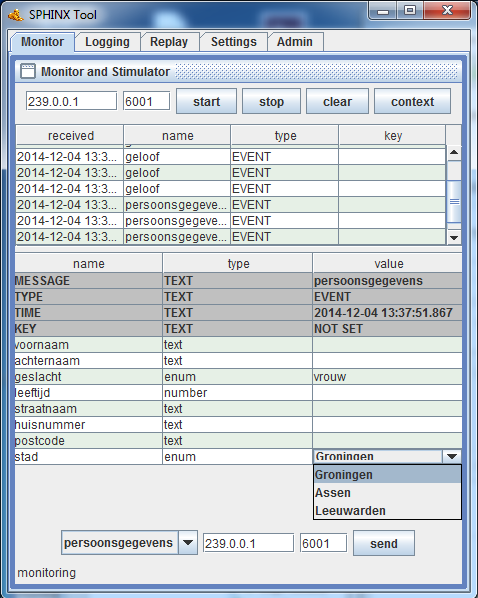 SPHINX Tool
Monitor Logging Replay Settings Admin
Monitor and Stimulator
239.0.0.1 6001 start stop clear context
received name type key
2014-12-04 13:3... geloof EVENT
2014-12-04 13:3... geloof EVENT
2014-12-04 13:3... geloof EVENT
2014-12-04 13:3... persoonsgegeve... EVENT
2014-12-04 13:3... persoonsgegeve... EVENT
2014-12-04 13:3... persoonsgegeve... EVENT
name type value
MESSAGE TEXT persoonsgegevens
TYPE TEXT EVENT
TIME TEXT 2014-12-04 13:37:51.867
KEY TEXT NOT SET
voornaam text
achternaam text
geslacht enum vrouw
leeftijd number
straatnaam text
huisnummer text
postcode text
stad enum Groningen
Groningen
Assen
Leeuwarden
persoonsgegevens 239.0.0.1 6001 send
monitoring